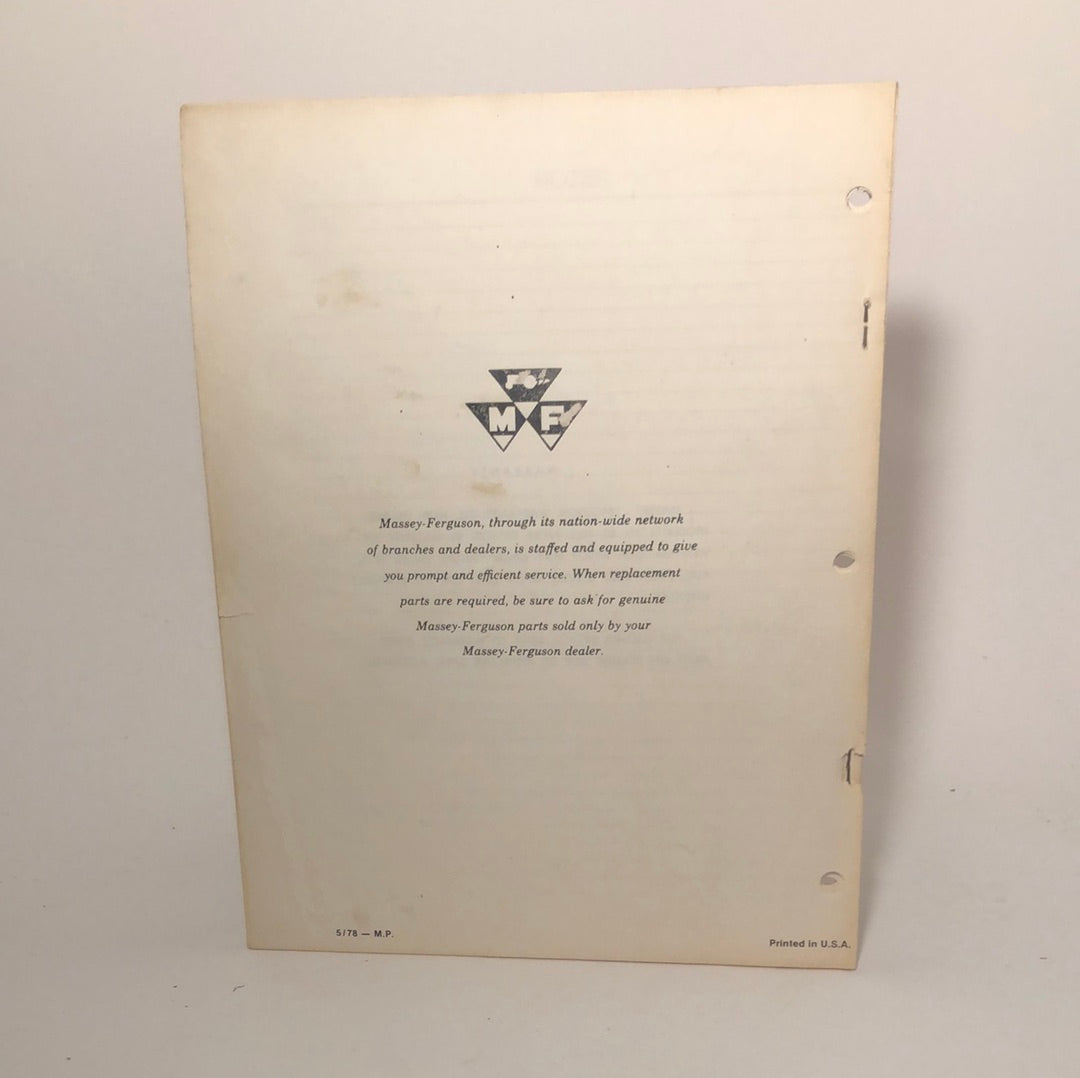 M F
Massey-Ferguson, through its nation-wide network
of branches and dealers, is staffed and equipped to give
you prompt and efficient service. When replacement
parts are required, be sure to ask for genuine
Massey-Ferguson parts sold only by your
Massey-Ferguson dealer.
5/78 — M.P.
Printed in U.S.A.